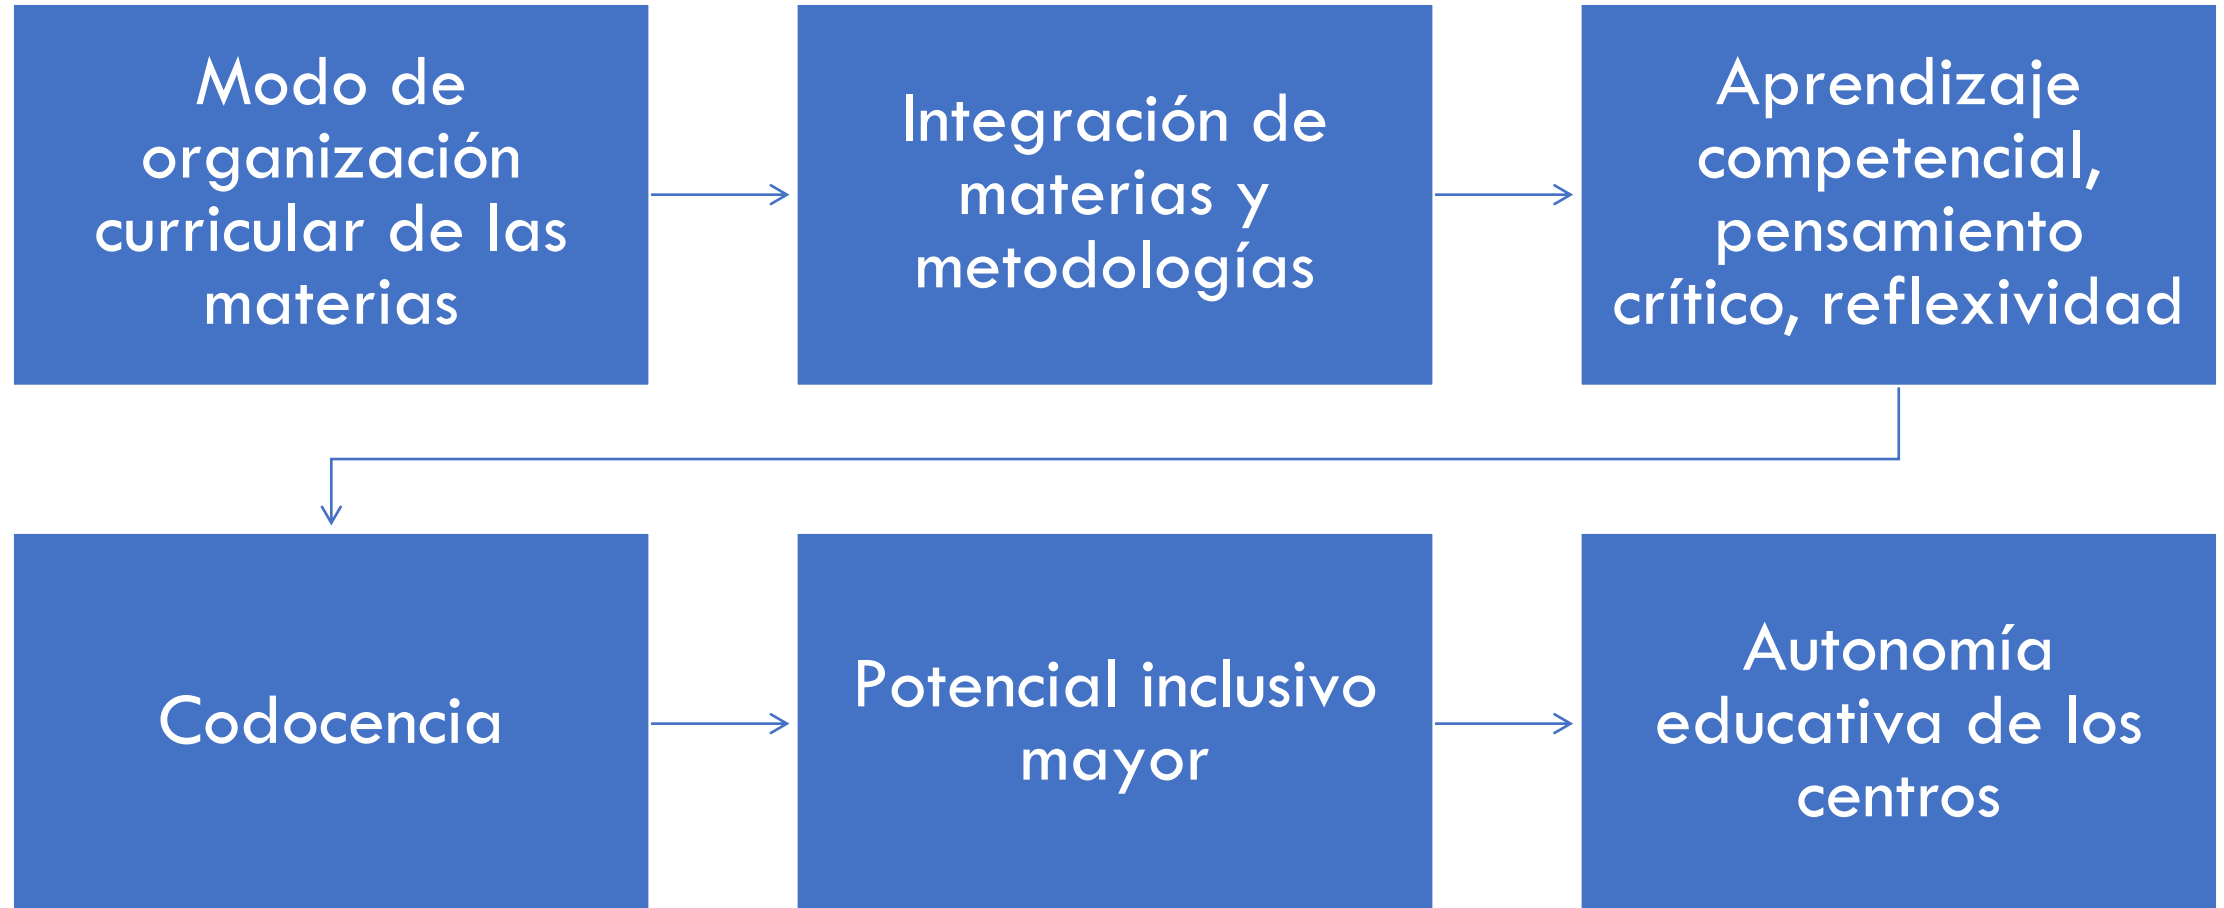 Modo de
organización
curricular de las
materias
Integración de
materias y
metodologías
Aprendizaje
competencial,
pensamiento
crítico, reflexividad
Codocencia
Potencial inclusivo
mayor
Autonomía
educativa de los
centros